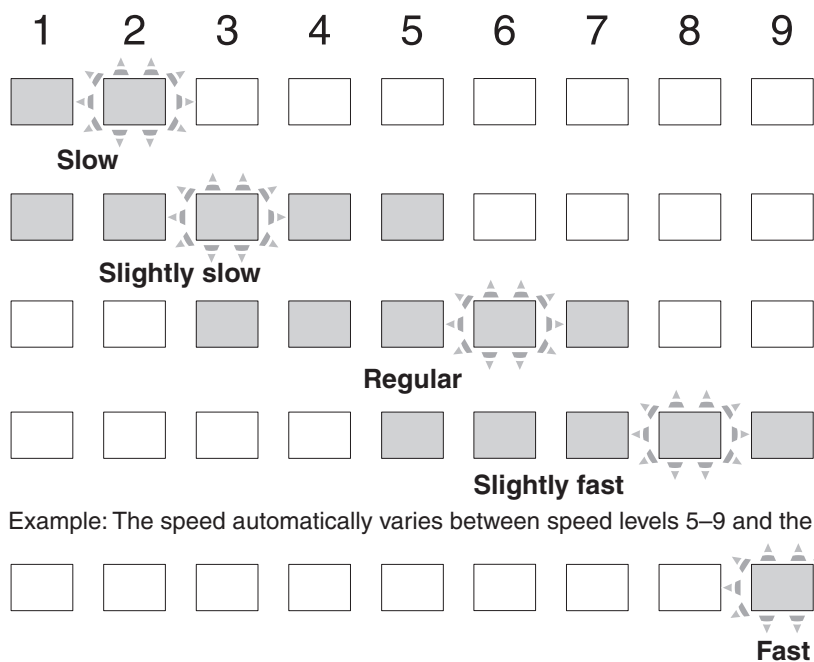 1 2 3 4 5 6 7 8 9
Slow
Slightly slow
Regular
Slightly fast
Example: The speed automatically varies between speed levels 5–9 and the
Fast